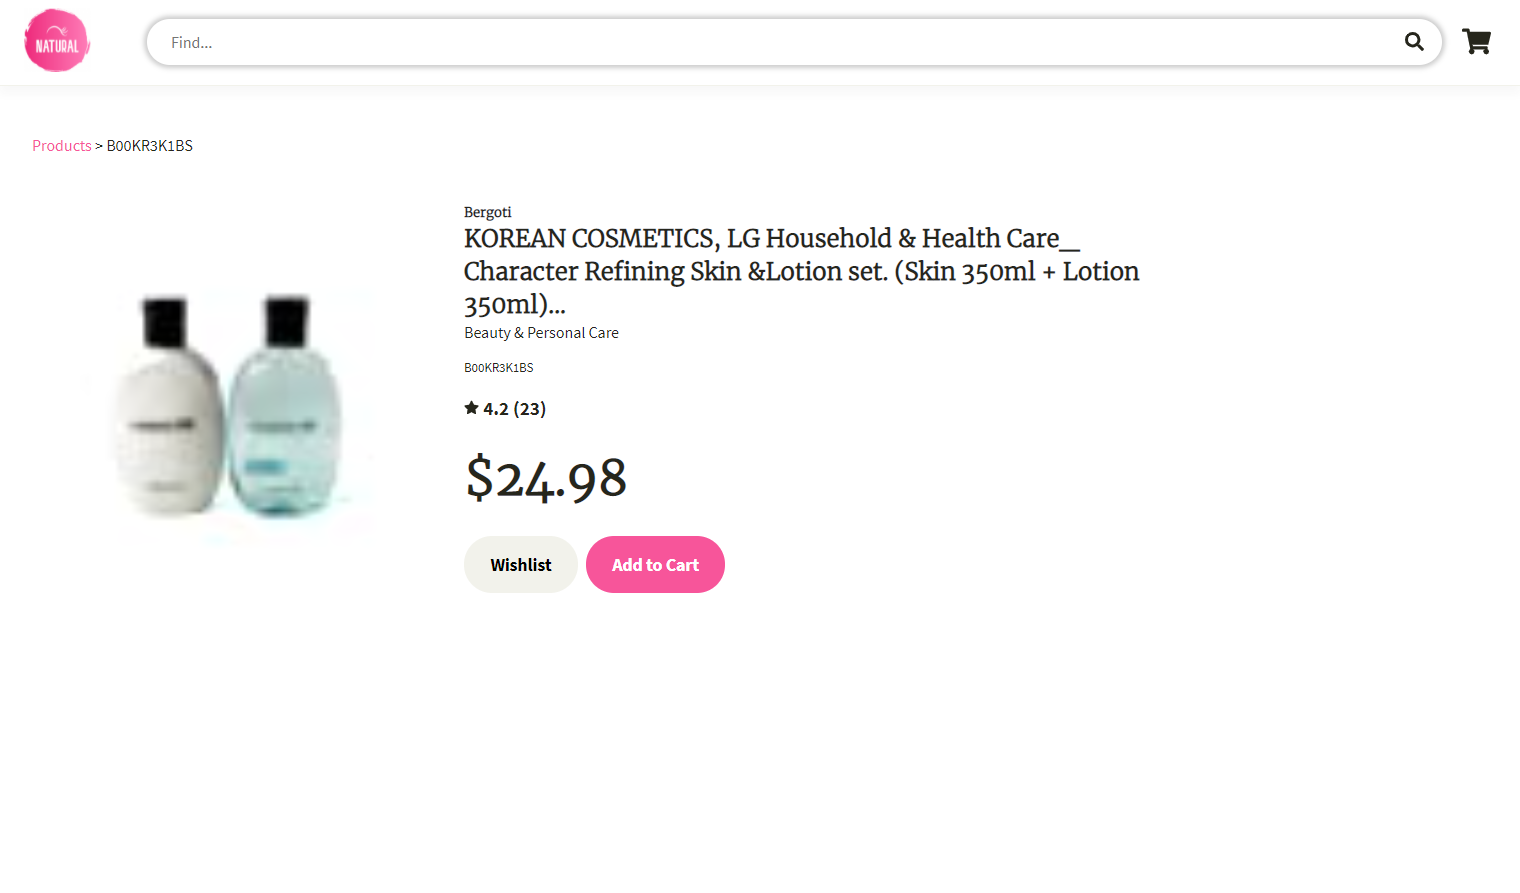 NATURAL
Find...
Products > B00KR3K1BS
Bergoti
KOREAN COSMETICS, LG Household & Health Care_
Character Refining Skin &Lotion set. (Skin 350ml + Lotion
350ml)...
Beauty & Personal Care
B00KR3K1BS
4.2 (23)
$24.98
Wishlist
Add to Cart